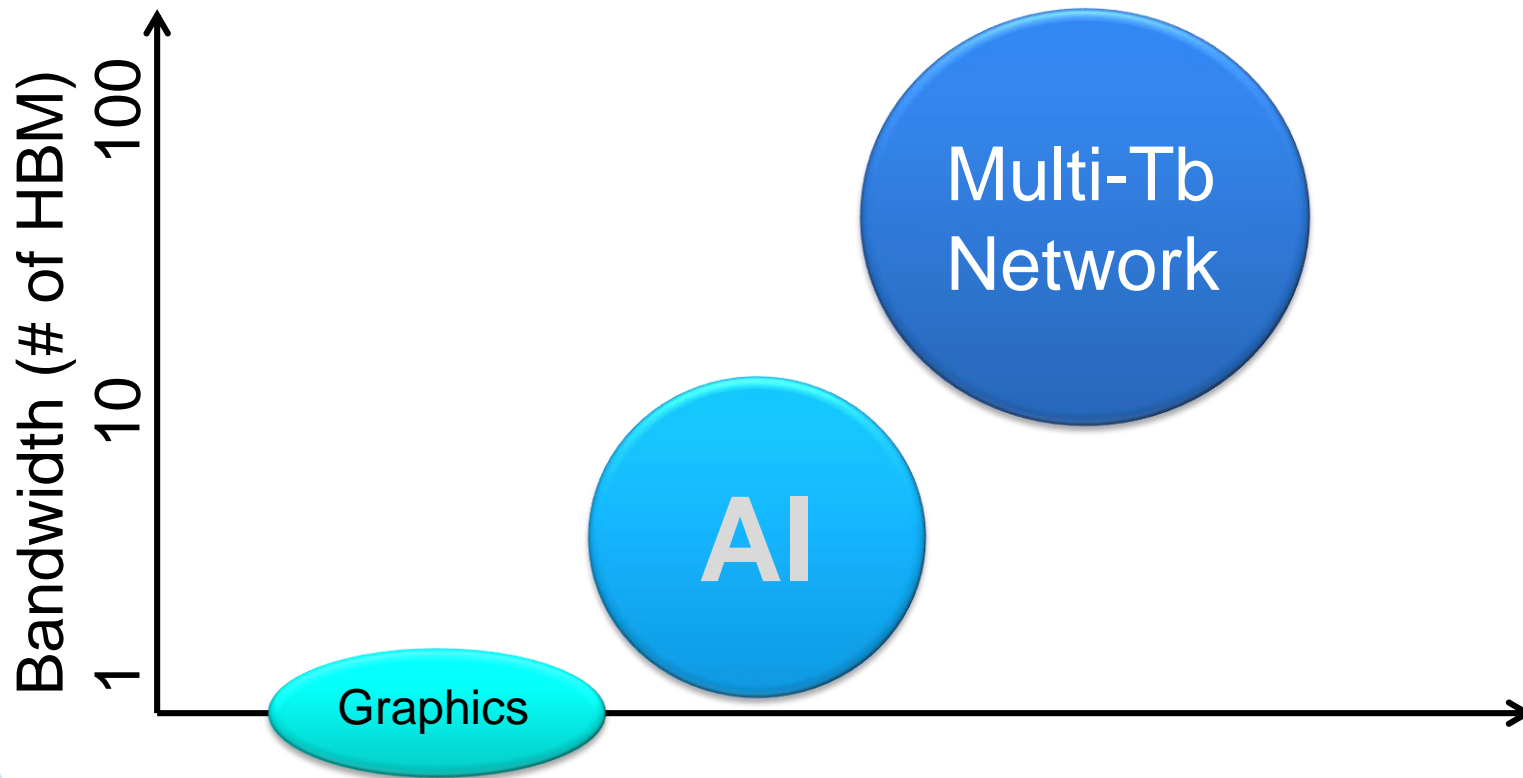 Bandwidth (# of HBM)
100
10
1
Multi-Tb
Network
AI
Graphics